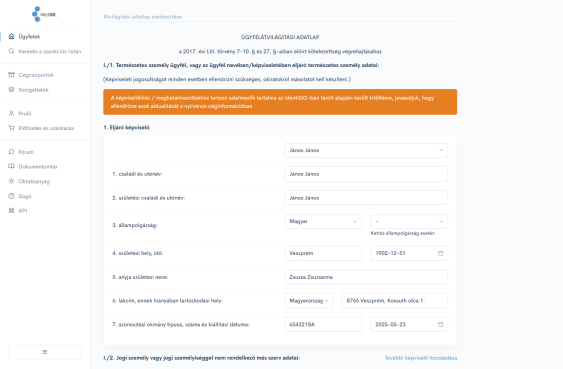 identiGO
Ügyfelek
Keresés a szankciós listán
Cégcsoportok
Szolgáltatók
Profil
Előfizetés és számlázás
Fórum
Dokumentumtár
Oktatóanyag
Súgó
API
Átvilágítási adatlap szerkesztése
ÜGYFÉLÁTVILÁGÍTÁSI ADATLAP
a 2017. évi LIII. törvény 7-10. § és 27. §-aiban előírt kötelezettség végrehajtásához
I./1. Természetes személy ügyfél, vagy az ügyfél nevében/képviseletében eljáró természetes személy adatai:
(Képviseleti jogosultságot minden esetben ellenőrizni szükséges, okiratokról másolatot kell készíteni.)
A képviselőkhöz / meghatalmazottakhoz tartozó adatmezők tartalma az identiGO-ban tárolt alapján került kitöltésre, javasoljuk, hogy
ellenőrizze azok aktualitását a nyilvános céginformációban
1. Eljáró képviselő
János János
1. családi és utónév:
János János
2. születési családi és utónév:
János János
3. állampolgárság:
Magyar
-
Kettős állampolgárság esetén
4. születési hely, idő:
Veszprém
1902-12-01
5. anyja születési neve:
Zsuzsa Zsuzsanna
6. lakcím, ennek hiányában tartózkodási hely:
Magyarország
8765 Veszprém, Kossuth utca 1.
7. azonosítási okmány típusa, száma és kiállítási dátuma:
654321BA
2025-05-23
I./2. Jogi személy vagy jogi személyiséggel nem rendelkező más szerv adatai:
További képviselő hozzáadása